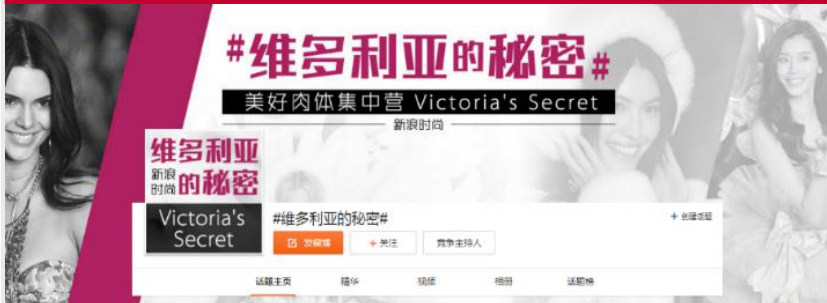 #维多利亚的秘密#
美好肉体集中营 Victoria's Secret
新浪时尚
维多利亚
新浪
时尚
的秘密
Victoria's
Secret
#维多利亚的秘密#
+ 创建话题
发微博
+ 关注
竞争主持人
话题主页
精华
视频
相册
话题榜